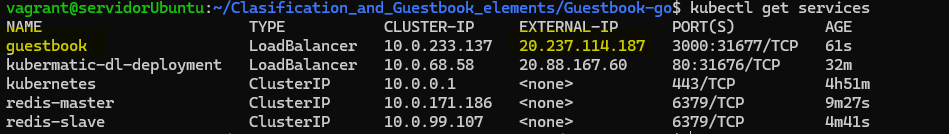 vagrant@servidorUbuntu:~/Clasification_and_Guestbook_elements/Guestbook-go$ kubectl get services
NAME TYPE CLUSTER-IP EXTERNAL-IP PORT(S) AGE
guestbook LoadBalancer 10.0.233.137 20.237.114.187 3000:31677/TCP 61s
kubermatic-dl-deployment LoadBalancer 10.0.68.58 20.88.167.60 80:31676/TCP 32m
kubernetes ClusterIP 10.0.0.1 <none> 443/TCP 4h51m
redis-master ClusterIP 10.0.171.186 <none> 6379/TCP 9m27s
redis-slave ClusterIP 10.0.99.107 <none> 6379/TCP 4m41s